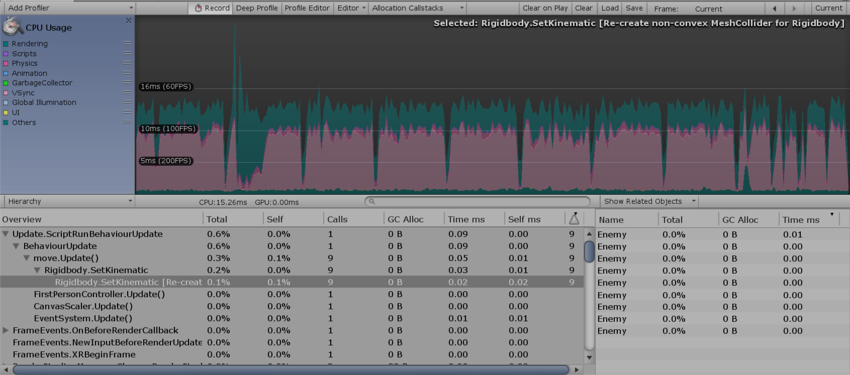 Add Profiler Record Deep Profile Profile Editor Editor Allocation Callstacks Clear on Play Clear Load Save Frame: Current Current
CPU Usage
Selected: Rigidbody.SetKinematic [Re-create non-convex MeshCollider for Rigidbody]
Rendering
Scripts
Physics
Animation
GarbageCollector
VSync
Global Illumination
UI
Others
16ms (60FPS)
10ms (100FPS)
5ms (200FPS)
Hierarchy CPU:15.26ms GPU:0.00ms Show Related Objects
Overview Total Self Calls GC Alloc Time ms Self ms Name Total GC Alloc Time ms
Update.ScriptRunBehaviourUpdate 0.6% 0.0% 1 0 B 0.09 0.00 9 Enemy 0.0% 0 B 0.01
BehaviourUpdate 0.6% 0.0% 1 0 B 0.09 0.00 9 Enemy 0.0% 0 B 0.00
move.Update() 0.3% 0.1% 9 0 B 0.05 0.01 9 Enemy 0.0% 0 B 0.00
Rigidbody.SetKinematic 0.2% 0.0% 9 0 B 0.03 0.01 9 Enemy 0.0% 0 B 0.00
Rigidbody.SetKinematic [Re-creat 0.1% 0.1% 9 0 B 0.02 0.02 9 Enemy 0.0% 0 B 0.00
FirstPersonController.Update() 0.0% 0.0% 1 0 B 0.00 0.00 Enemy 0.0% 0 B 0.00
CanvasScaler.Update() 0.0% 0.0% 1 0 B 0.00 0.00 Enemy 0.0% 0 B 0.00
EventSystem.Update() 0.0% 0.0% 1 0 B 0.01 0.01 Enemy 0.0% 0 B 0.00
FrameEvents.OnBeforeRenderCallback 0.0% 0.0% 1 0 B 0.00 0.00 Enemy 0.0% 0 B 0.00
FrameEvents.NewInputBeforeRenderUpdate 0.0% 0.0% 1 0 B 0.00 0.00
FrameEvents.XRBeginFrame 0.0% 0.0% 1 0 B 0.00 0.00